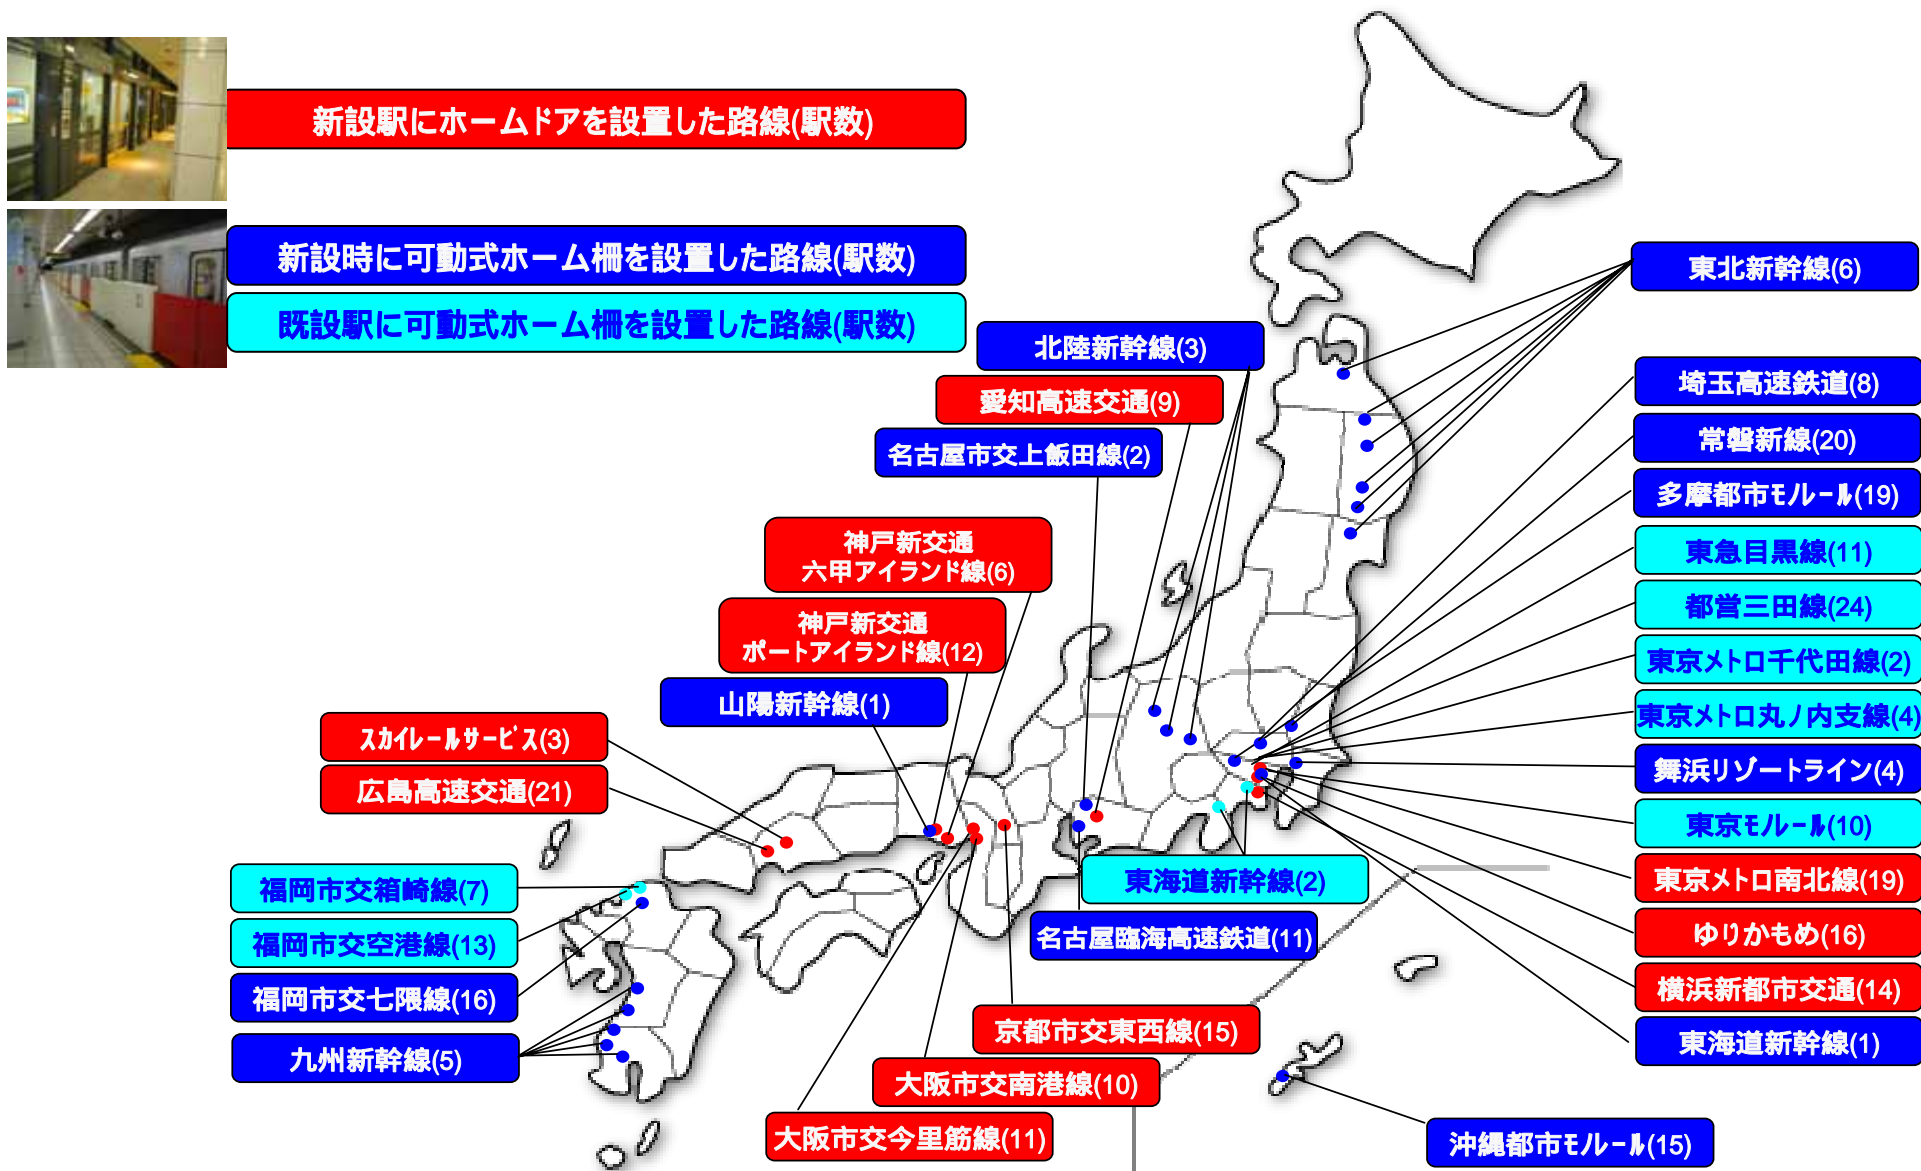 新設駅にホームドアを設置した路線(駅数)
新設時に可動式ホーム柵を設置した路線(駅数)
既設駅に可動式ホーム柵を設置した路線(駅数)
北陸新幹線(3)
愛知高速交通(9)
名古屋市交上飯田線(2)
神戸新交通
六甲アイランド線(6)
神戸新交通
ポートアイランド線(12)
山陽新幹線(1)
スカイレールサービス(3)
広島高速交通(21)
福岡市交箱崎線(7)
福岡市交空港線(13)
福岡市交七隈線(16)
九州新幹線(5)
東海道新幹線(2)
名古屋臨海高速鉄道(11)
京都市交東西線(15)
大阪市交南港線(10)
大阪市交今里筋線(11)
東北新幹線(6)
埼玉高速鉄道(8)
常磐新線(20)
多摩都市モノレール(19)
東急目黒線(11)
都営三田線(24)
東京メトロ千代田線(2)
東京メトロ丸ノ内支線(4)
舞浜リゾートライン(4)
東京モノレール(10)
東京メトロ南北線(19)
ゆりかもめ(16)
横浜新都市交通(14)
東海道新幹線(1)
沖縄都市モノレール(15)